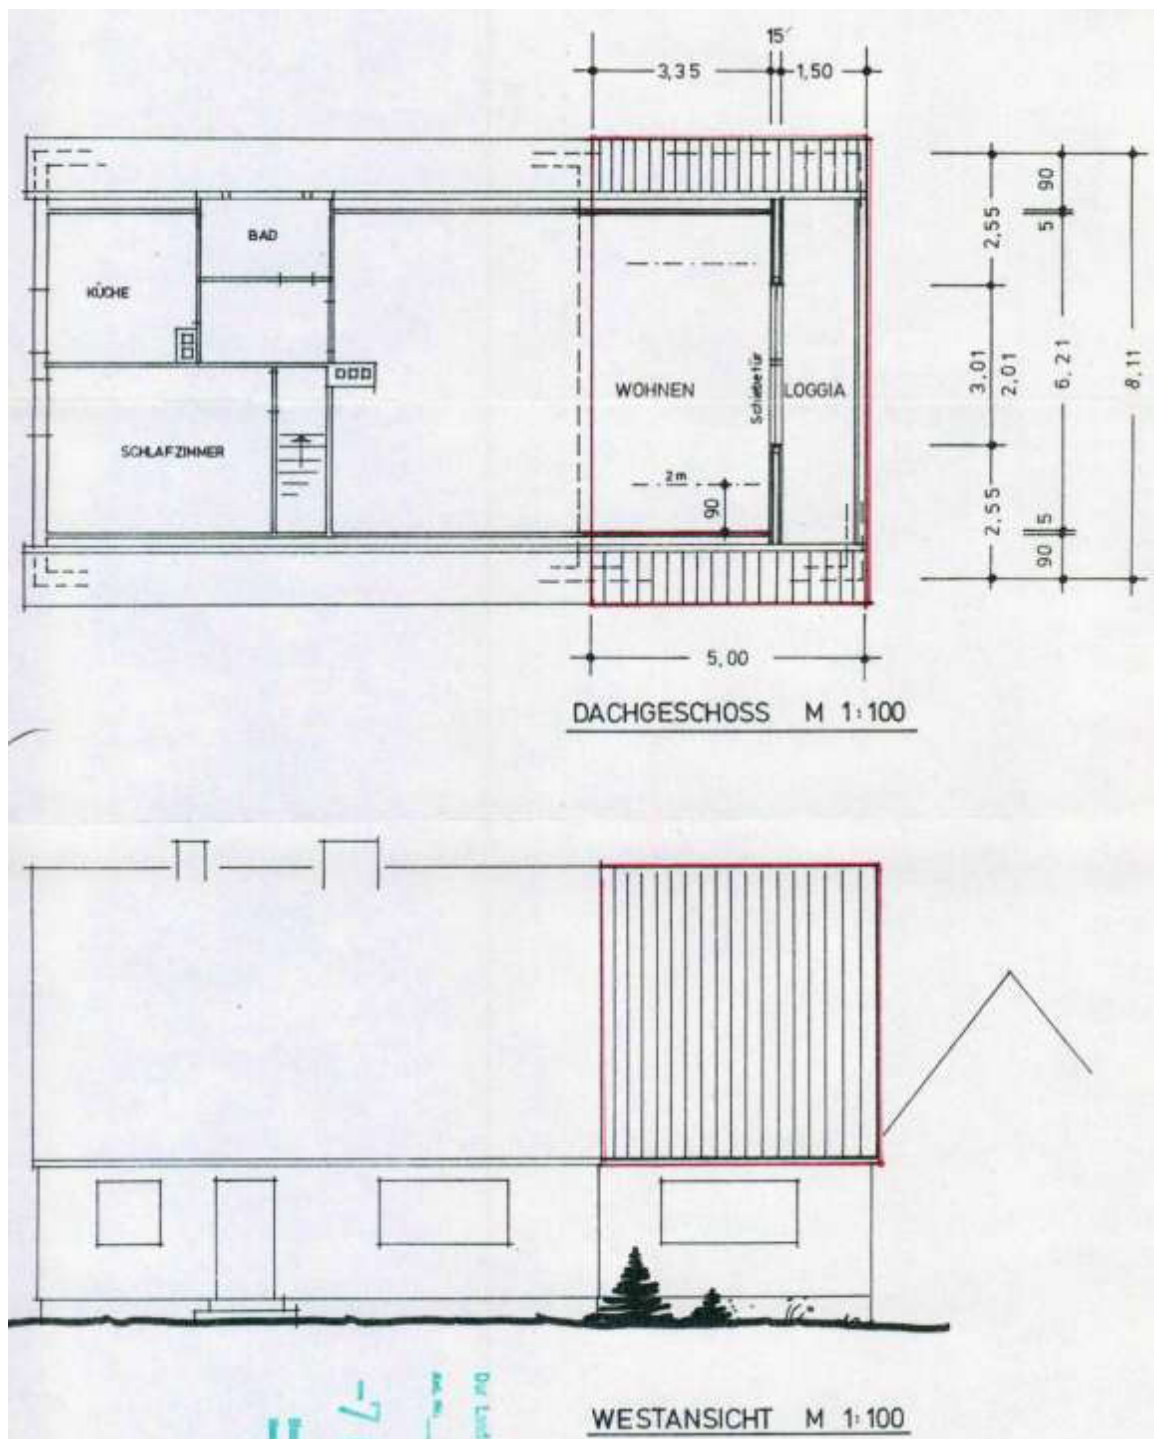 15
3,35
1,50
BAD
KÜCHE
WOHNEN
Schiebetür
LOGGIA
SCHLAFZIMMER
2m
90
2,55
90
5
3,01
2,01
6,21
8,11
2,55
5
90
5,00
DACHGESCHOSS M 1:100
-7
WESTANSICHT M 1:100